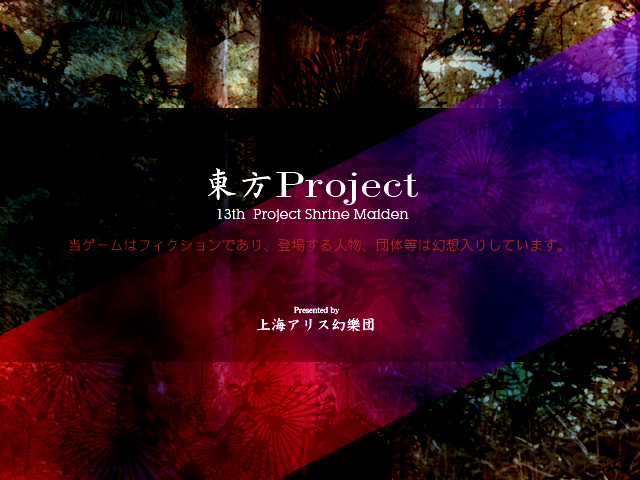 東方Project
13th Project Shrine Maiden
当ゲームはフィクションであり、登場する人物、団体等は幻想入りしています。
Presented by
上海アリス幻樂団